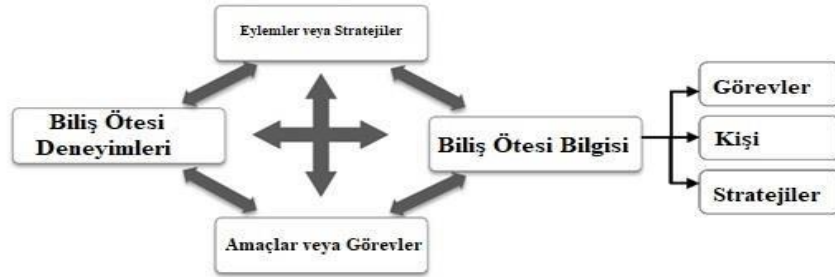 Eylemler veya Stratejiler
Biliş Ötesi
Deneyimleri
Biliş Ötesi Bilgisi
Amaçlar veya Görevler
Görevler
Kişi
Stratejiler